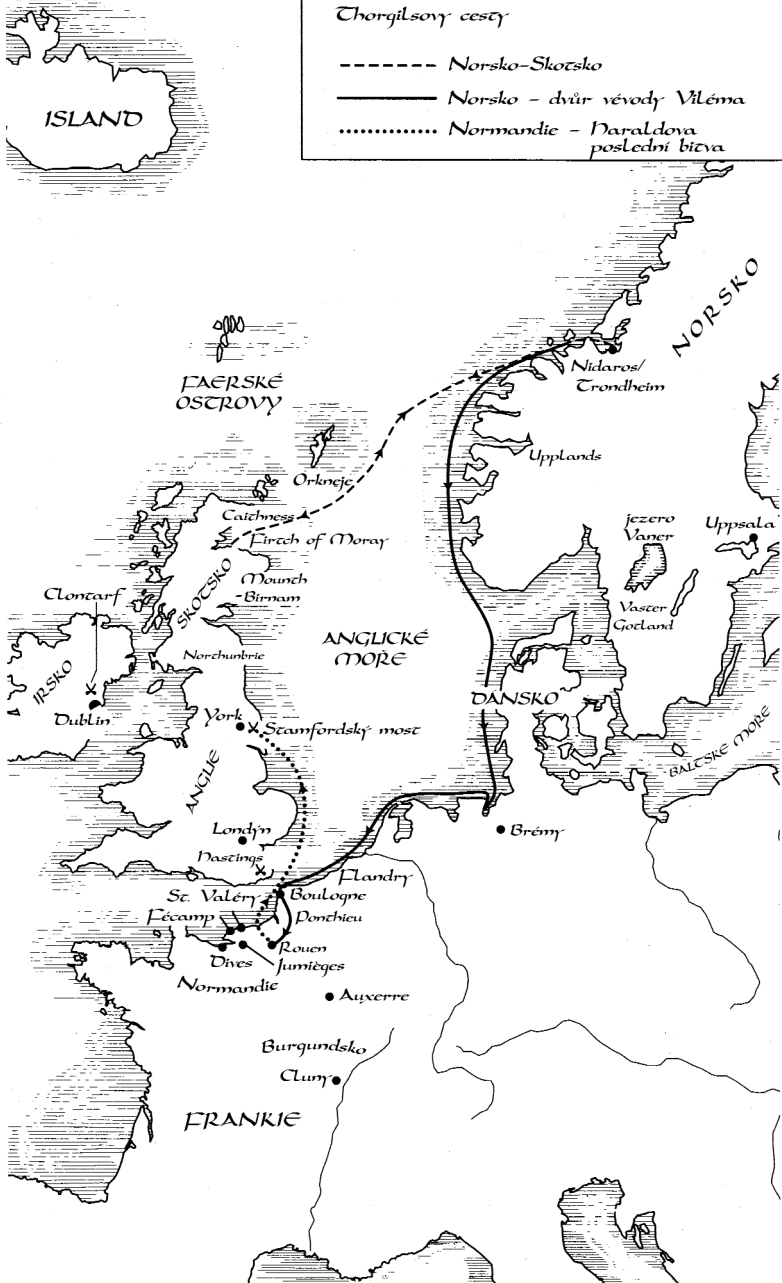 Thorgilsovy cesty
Norsko-Skotsko
Norsko - dvůr vévody Viléma
Normandie - Haraldova
poslední bitva
ISLAND
NORSKO
Nidaros/
Trondheim
FAERSKÉ
OSTROVY
Upplands
Orkneje
Caithness
Firtch of Moray
jezero
Vaner
Uppsala
Mounth
Birnam
SKOTSKO
Clontarf
Vaster
Gotland
ANGLICKÉ
MOŘE
Northunbrie
IRSKO
Dublin
DANSKO
York
Stamfordský most
BALTSKÉ MOŘE
ANGLIE
Londýn
Hastings
Brémy
Flandry
St. Valéry
Boulogne
Fécamp
Ponthieu
Rouen
Dives
Jumièges
Normandie
Auxerre
Burgundsko
Cluny
FRANKIE